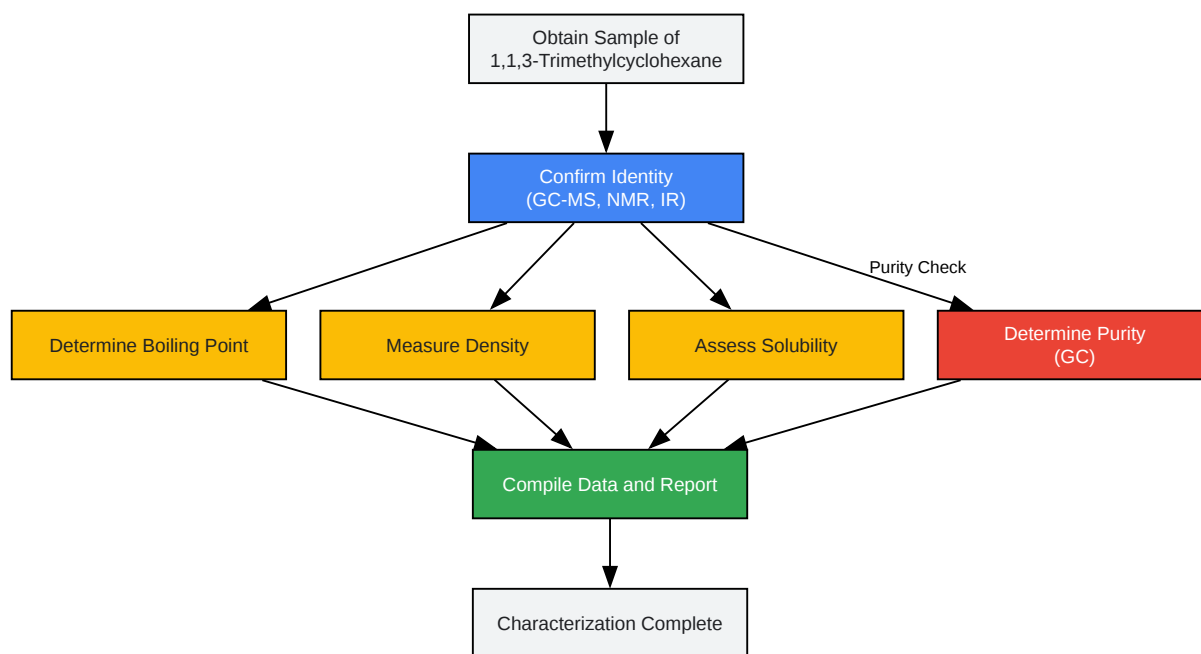 Obtain Sample of
1,1,3-Trimethylcyclohexane
Confirm Identity
(GC-MS, NMR, IR)
Purity Check
Determine Boiling Point
Measure Density
Assess Solubility
Determine Purity
(GC)
Compile Data and Report
Characterization Complete